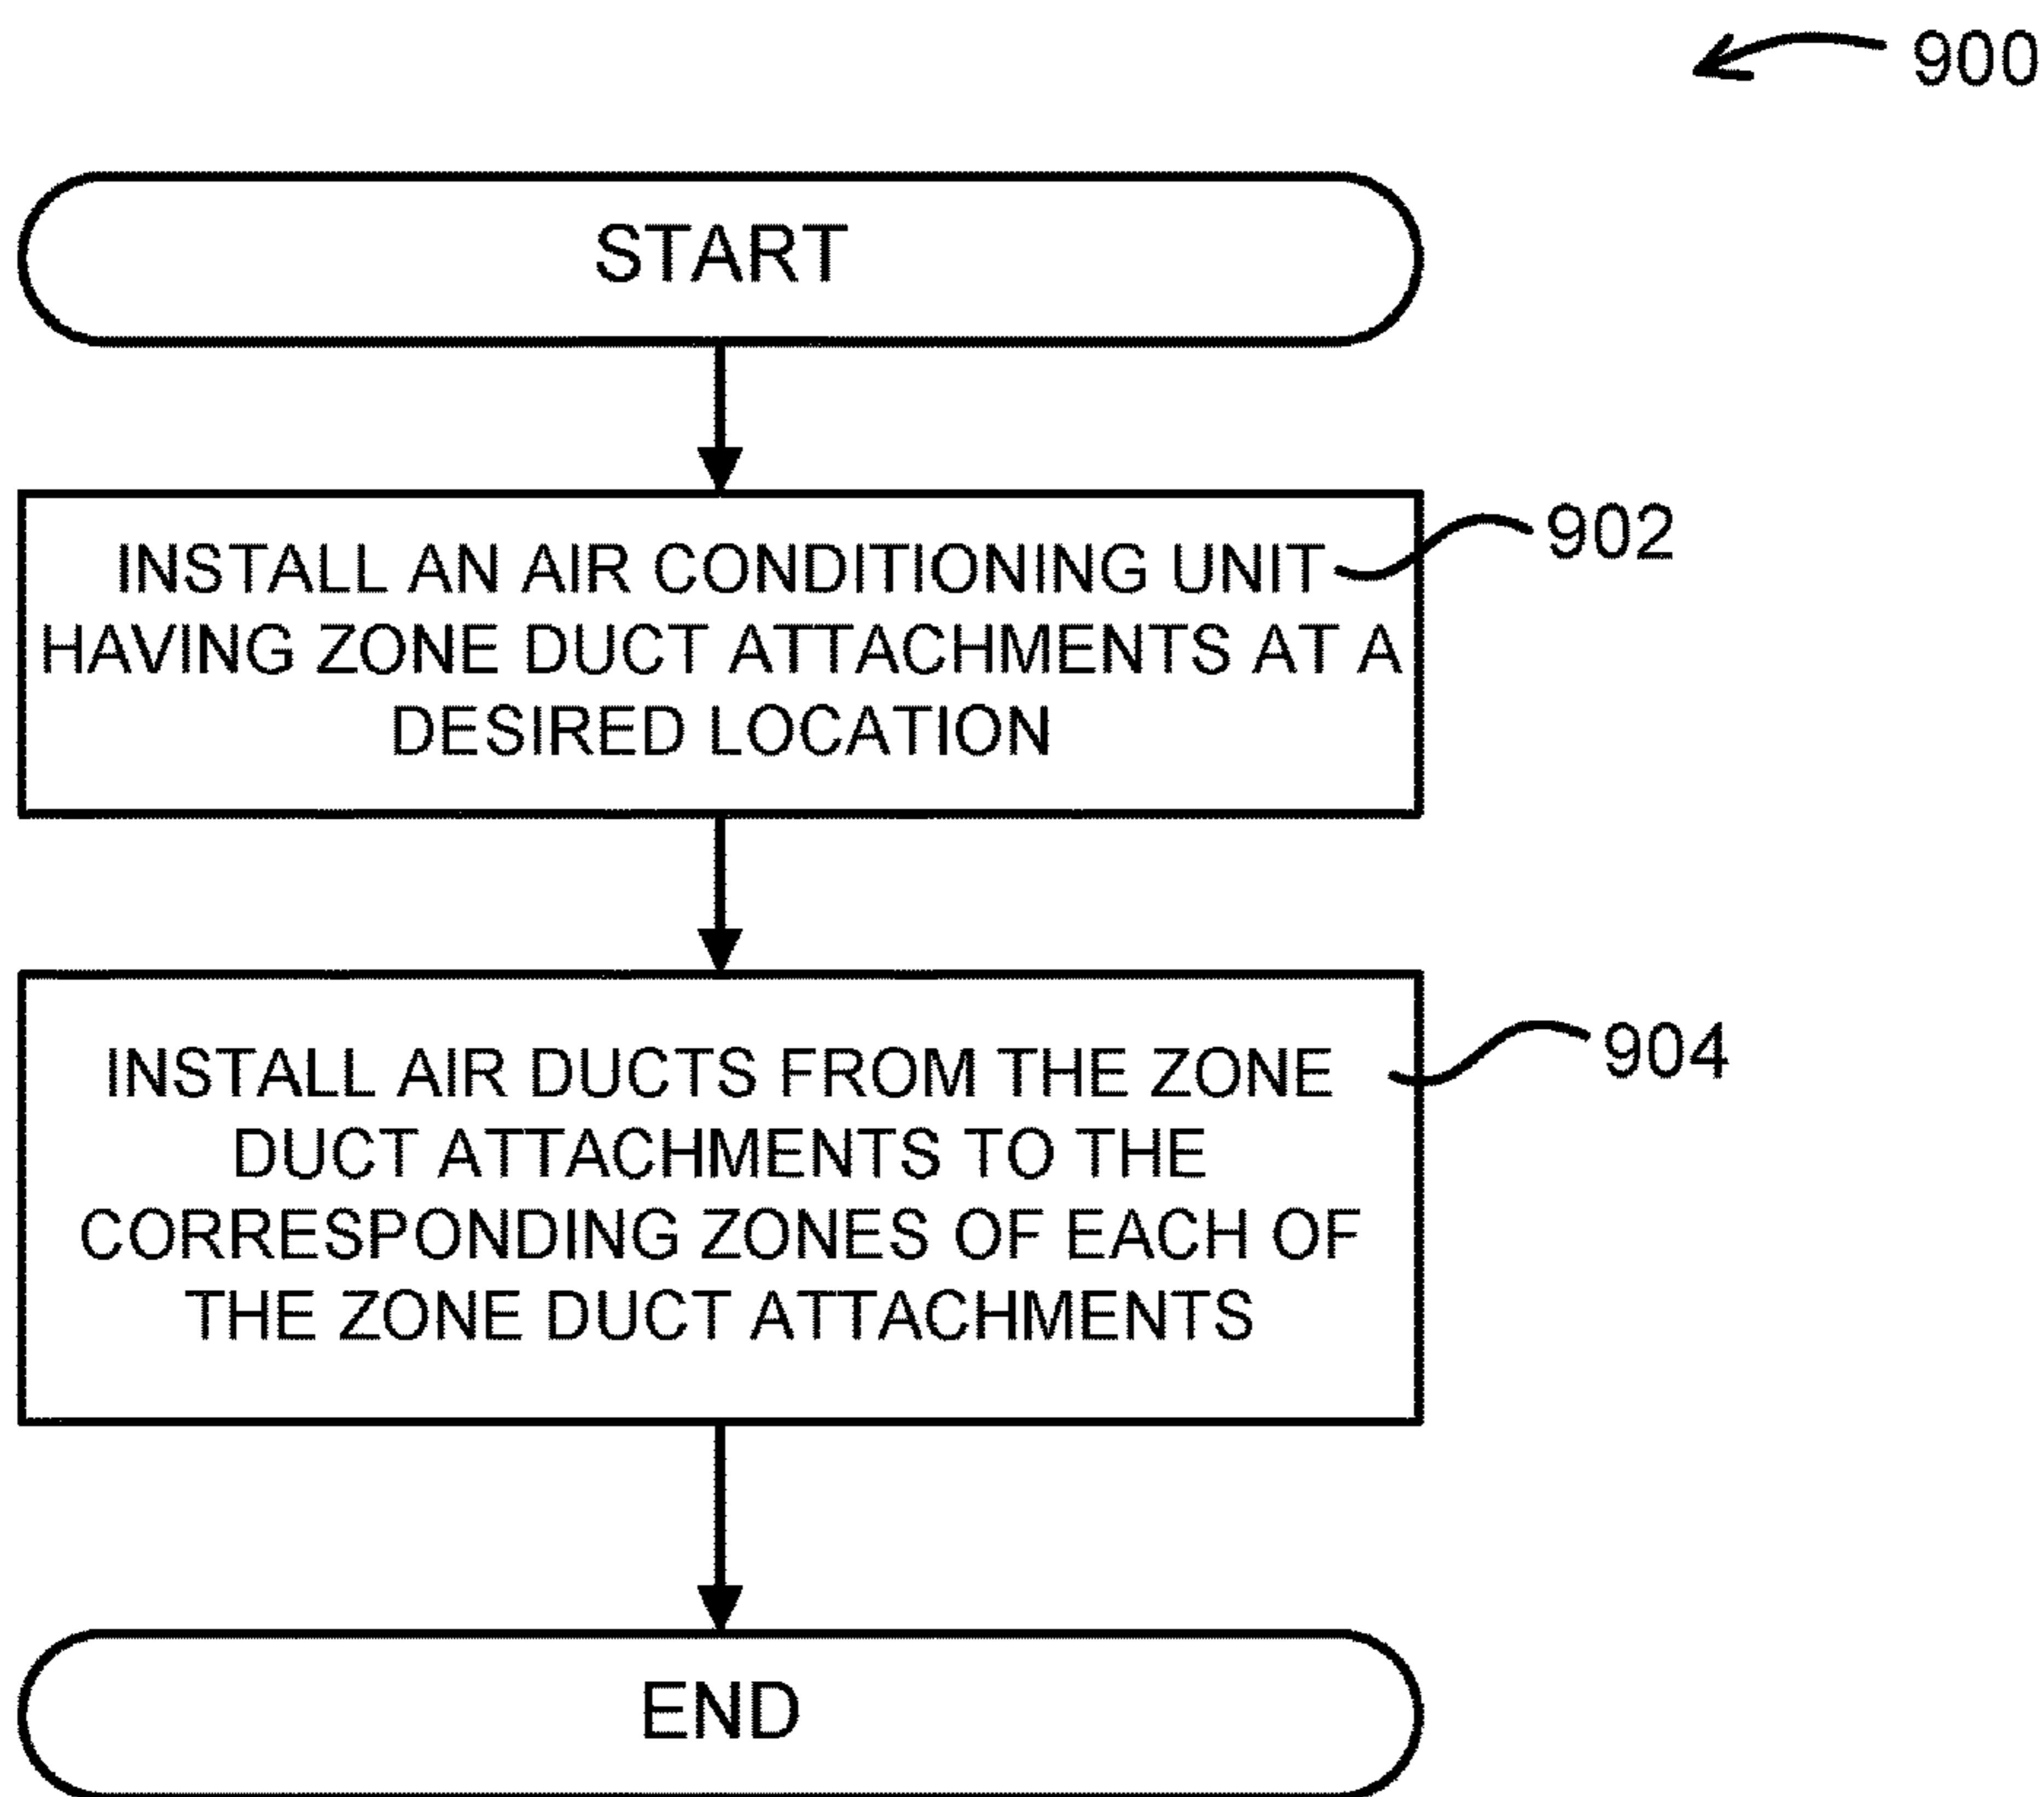 900
START
INSTALL AN AIR CONDITIONING UNIT
902
HAVING ZONE DUCT ATTACHMENTS AT A
DESIRED LOCATION
INSTALL AIR DUCTS FROM THE ZONE
904
DUCT ATTACHMENTS TO THE
CORRESPONDING ZONES OF EACH OF
THE ZONE DUCT ATTACHMENTS
END